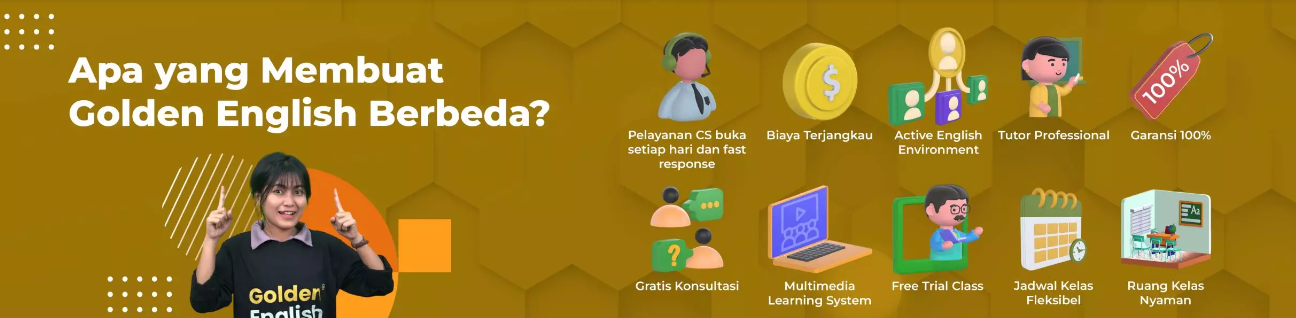 Apa yang Membuat
Golden English Berbeda?
Pelayanan CS buka
setiap hari dan fast
response
Biaya Terjangkau
Active English
Environment
Tutor Professional
100%
Garansi 100%
Gratis Konsultasi
Multimedia
Learning System
Free Trial Class
Jadwal Kelas
Fleksibel
Aa
Ruang Kelas
Nyaman
Golden
English